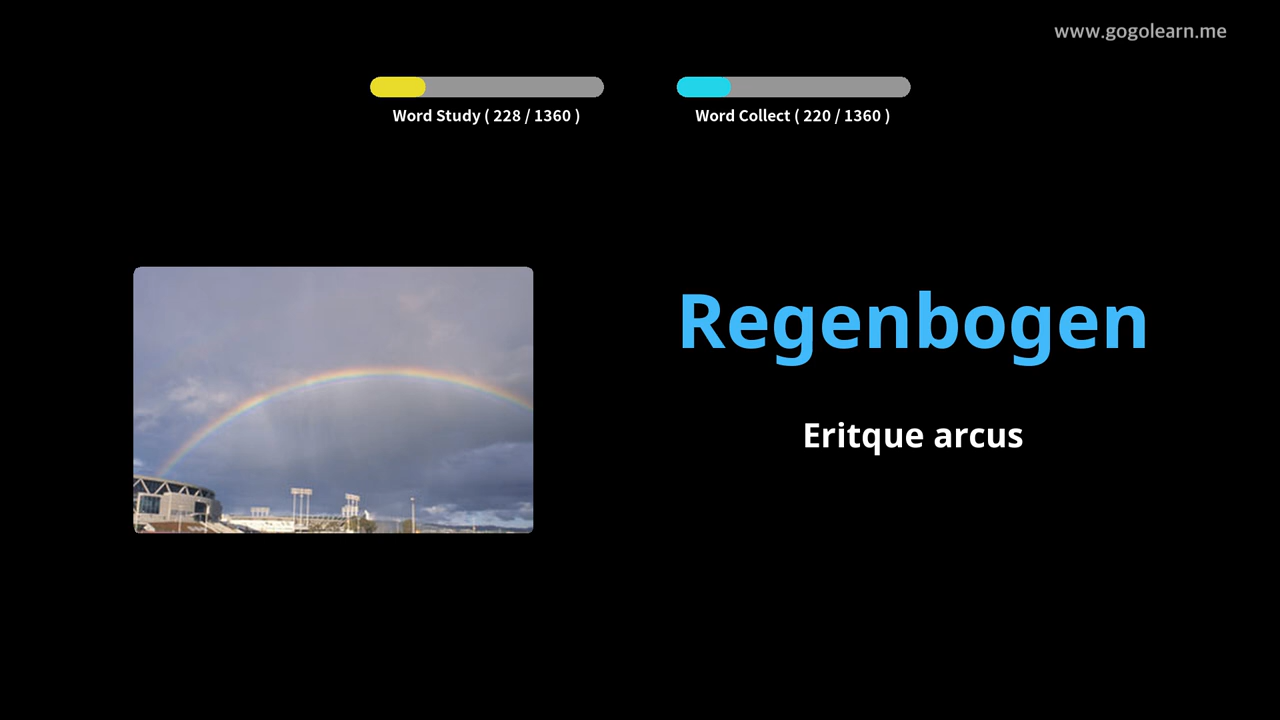 www.gogolearn.me
Word Study ( 228 / 1360 )
Word Collect ( 220 / 1360 )
Regenbogen
Eritque arcus